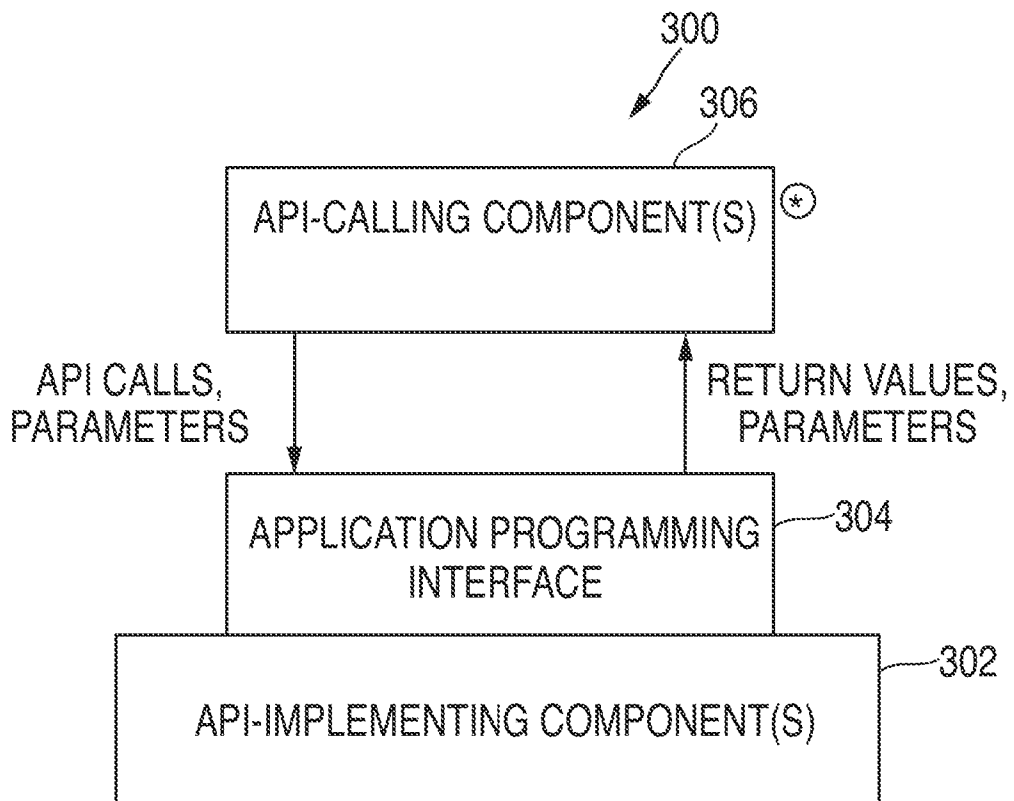 300
306
API-CALLING COMPONENT(S)
*
API CALLS,
PARAMETERS
RETURN VALUES,
PARAMETERS
APPLICATION PROGRAMMING
INTERFACE
304
302
API-IMPLEMENTING COMPONENT(S)